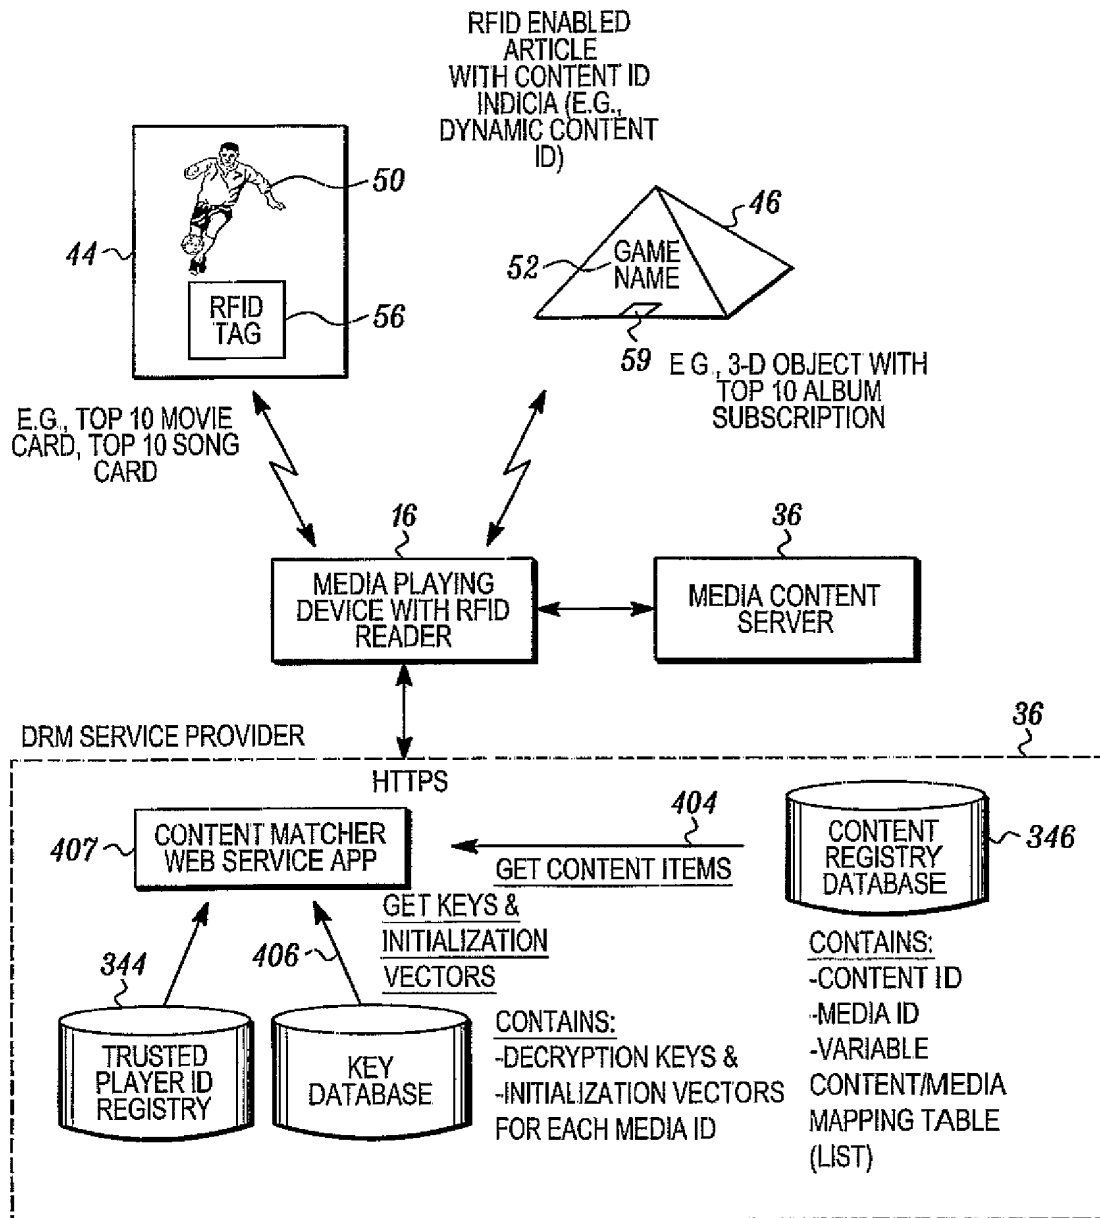 RFID ENABLED
ARTICLE
WITH CONTENT ID
INDICIA (E.G.,
DYNAMIC CONTENT
ID)
50
44
RFID
TAG
56
46
52
GAME
NAME
59
E G., 3-D OBJECT WITH
TOP 10 ALBUM
SUBSCRIPTION
E.G., TOP 10 MOVIE
CARD, TOP 10 SONG
CARD
16
MEDIA PLAYING
DEVICE WITH RFID
READER
36
MEDIA CONTENT
SERVER
DRM SERVICE PROVIDER
36
HTTPS
407
CONTENT MATCHER
WEB SERVICE APP
404
GET CONTENT ITEMS
CONTENT
REGISTRY
DATABASE
346
GET KEYS &
INITIALIZATION
VECTORS
406
344
TRUSTED
PLAYER ID
REGISTRY
KEY
DATABASE
CONTAINS:
-DECRYPTION KEYS &
-INITIALIZATION VECTORS
FOR EACH MEDIA ID
CONTAINS:
-CONTENT ID
-MEDIA ID
-VARIABLE
CONTENT/MEDIA
MAPPING TABLE
(LIST)